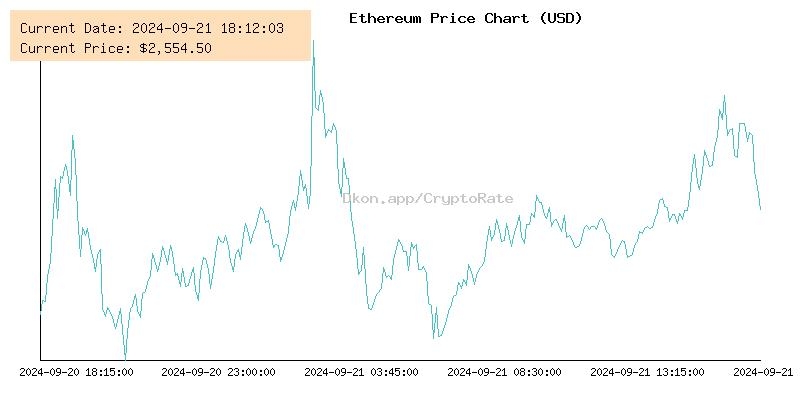 Ethereum Price Chart (USD)
Current Date: 2024-09-21 18:12:03
Current Price: $2,554.50
Dkon.app/CryptoRate
2024-09-20 18:15:00 2024-09-20 23:00:00 2024-09-21 03:45:00 2024-09-21 08:30:00 2024-09-21 13:15:00 2024-09-21